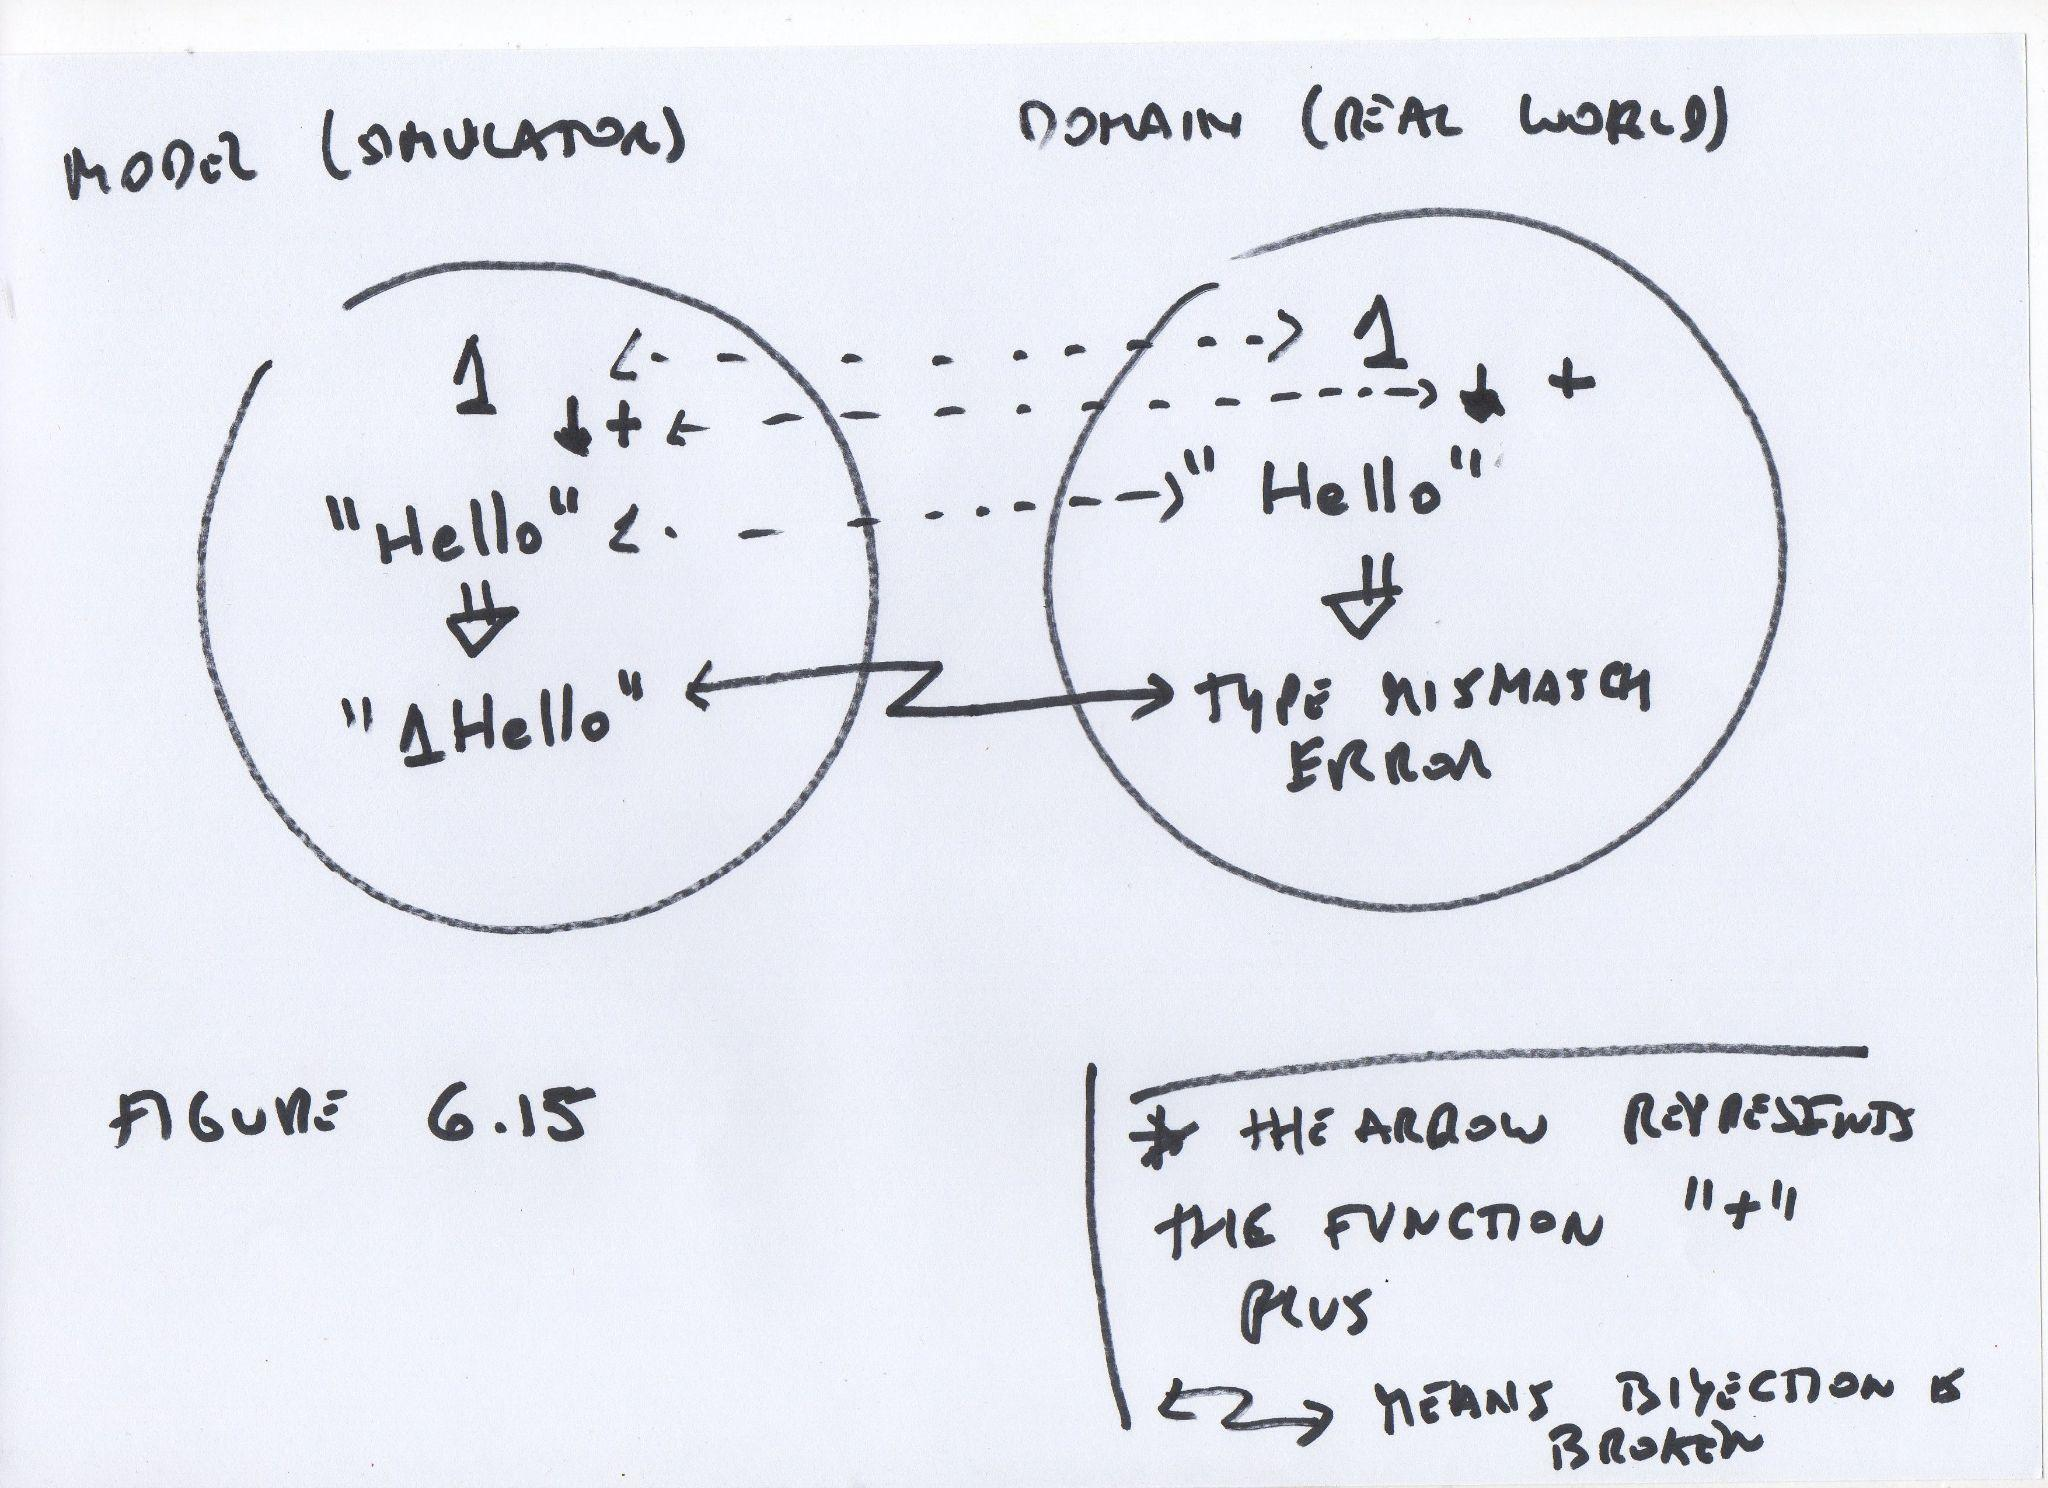 MODEL (SIMULATOR)
DOMAIN (REAL WORLD)
1
+
"Hello"
"1Hello"
1
+
"Hello"
TYPE MISMATCH
ERROR
FIGURE 6.15
* THE ARROW REPRESENTS
THE FUNCTION "+"
PLUS
MEANS BIYECTION IS
BROKEN